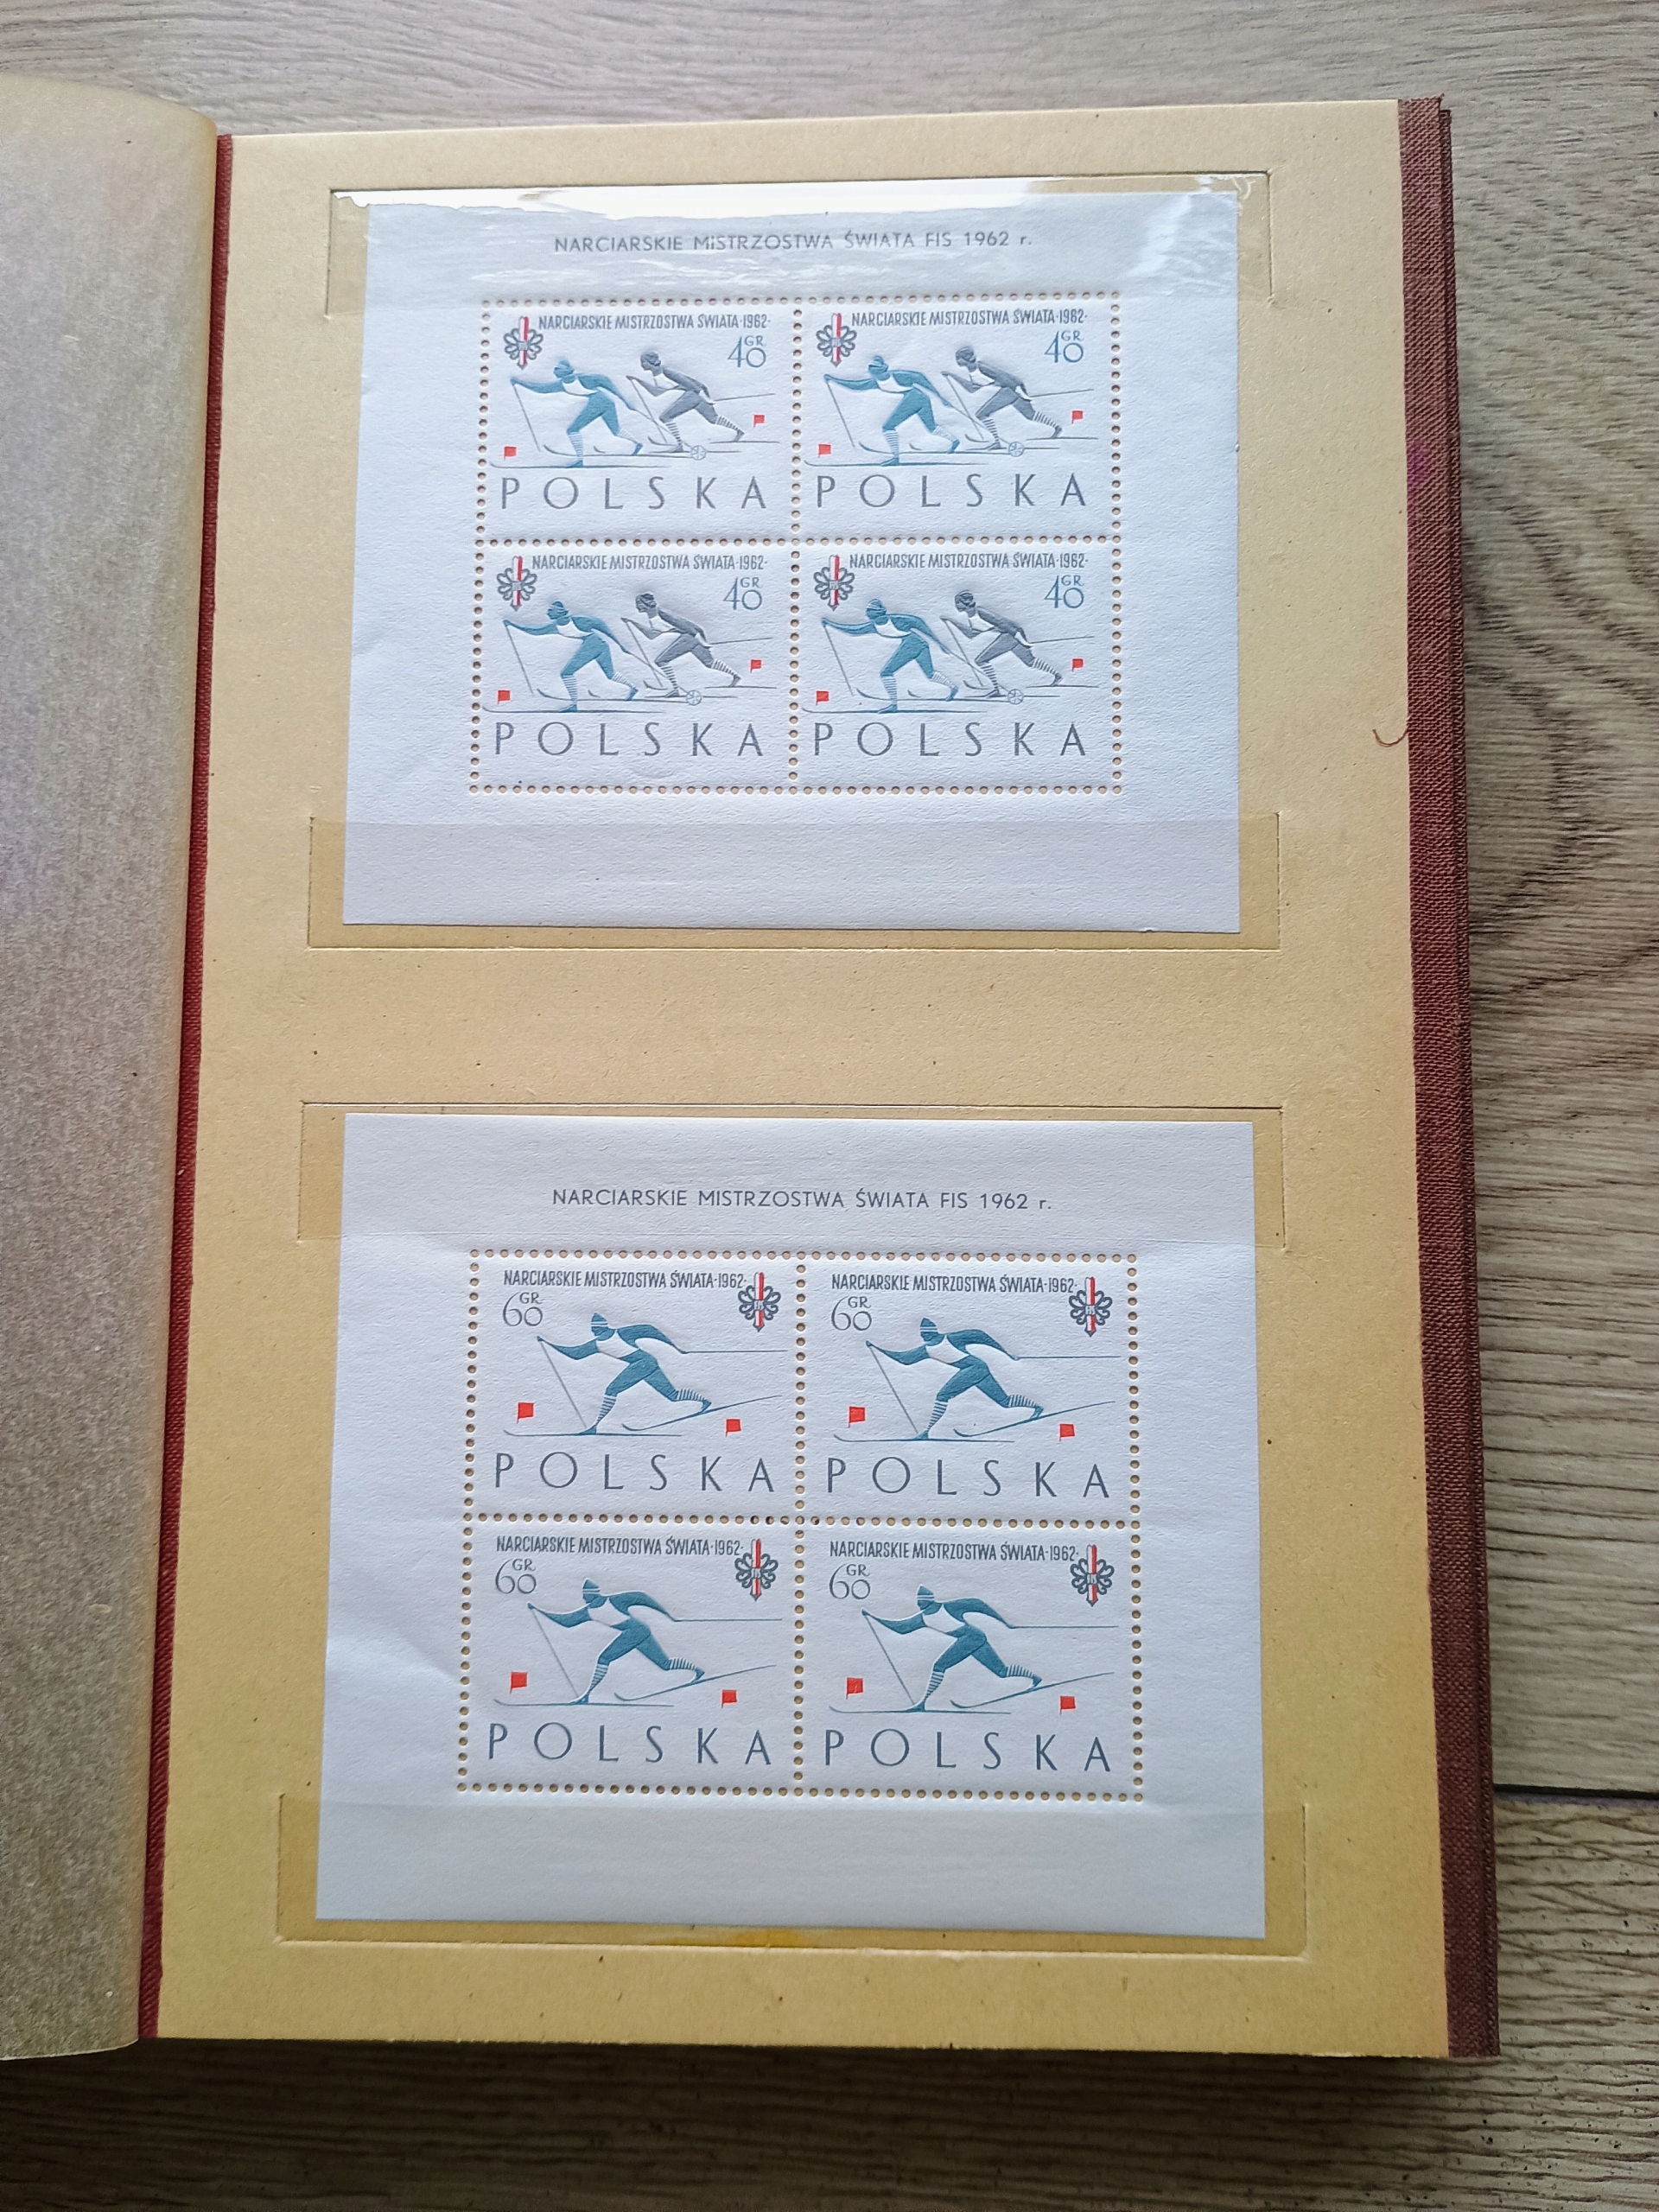 NARCIARSKIE MISTRZOSTWA ŚWIATA FIS 1962 r.
NARCIARSKIE MISTRZOSTWA ŚWIATA·1962·
40 GR
POLSKA
NARCIARSKIE MISTRZOSTWA ŚWIATA·1962·
40 GR
POLSKA
NARCIARSKIE MISTRZOSTWA ŚWIATA·1962·
40 GR
POLSKA
NARCIARSKIE MISTRZOSTWA ŚWIATA·1962·
40 GR
POLSKA
NARCIARSKIE MISTRZOSTWA ŚWIATA FIS 1962 r.
NARCIARSKIE MISTRZOSTWA ŚWIATA·1962·
60 GR
POLSKA
NARCIARSKIE MISTRZOSTWA ŚWIATA·1962·
60 GR
POLSKA
NARCIARSKIE MISTRZOSTWA ŚWIATA·1962·
60 GR
POLSKA
NARCIARSKIE MISTRZOSTWA ŚWIATA·1962·
60 GR
POLSKA